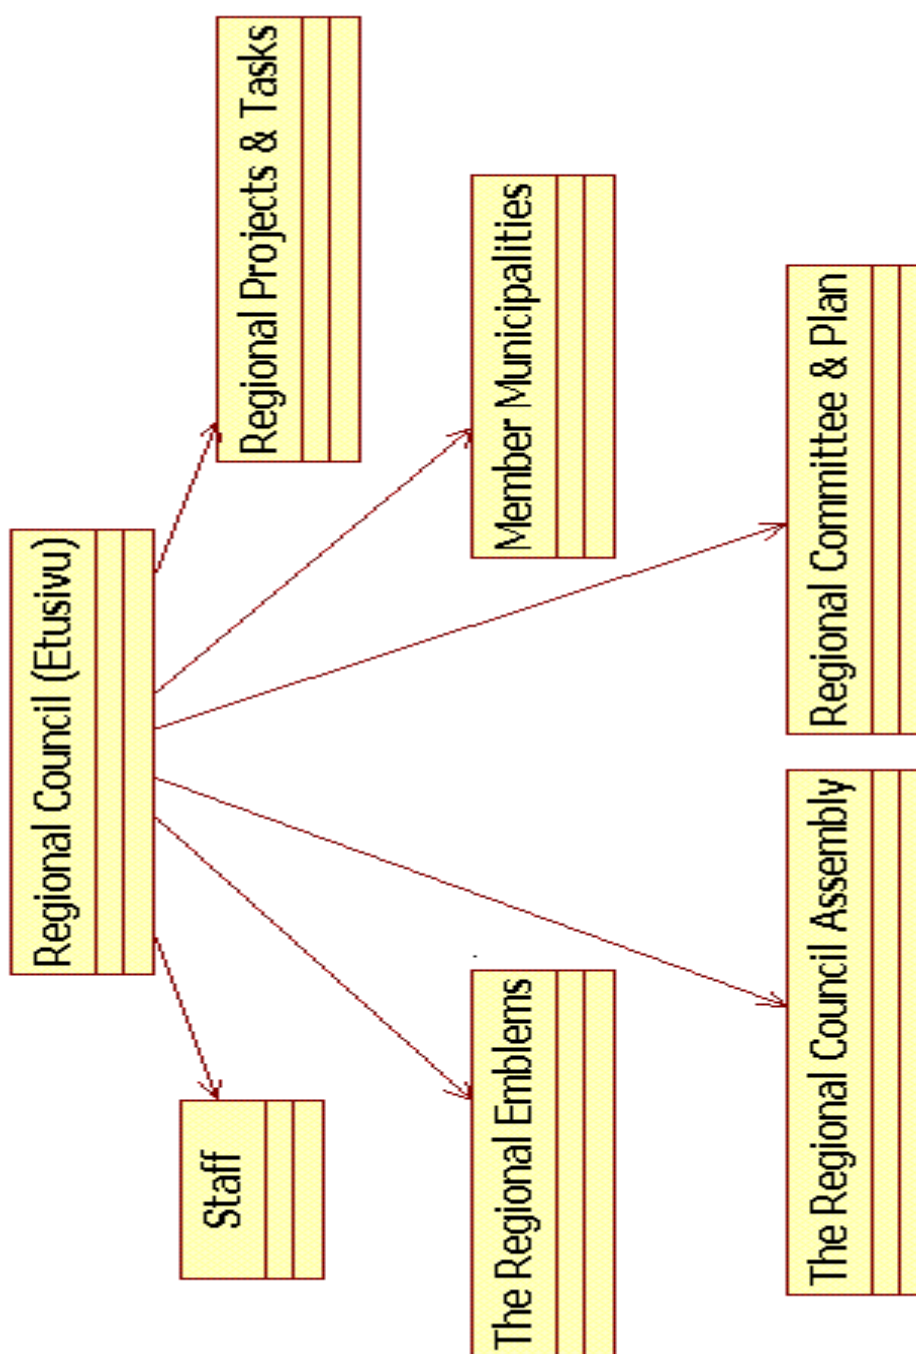 Regional Council (Etusivu)
Staff
Regional Projects & Tasks
The Regional Emblems
Member Municipalities
The Regional Council Assembly
Regional Committee & Plan